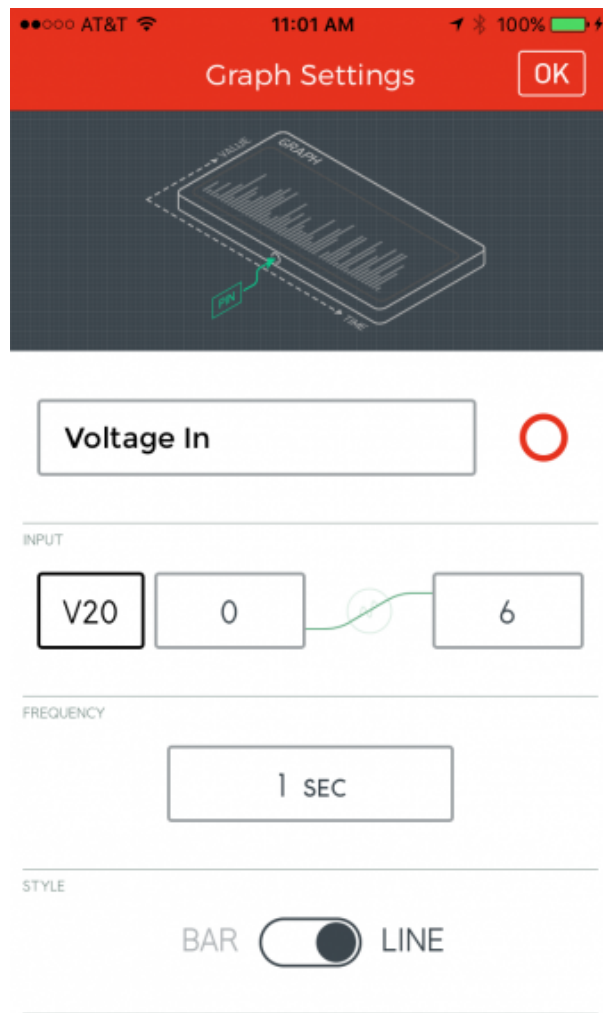 AT&T 11:01 AM 100%
Graph Settings OK
VALUE GRAPH
PIN
TIME
Voltage In
INPUT
V20 0 6
FREQUENCY
1 SEC
STYLE
BAR LINE